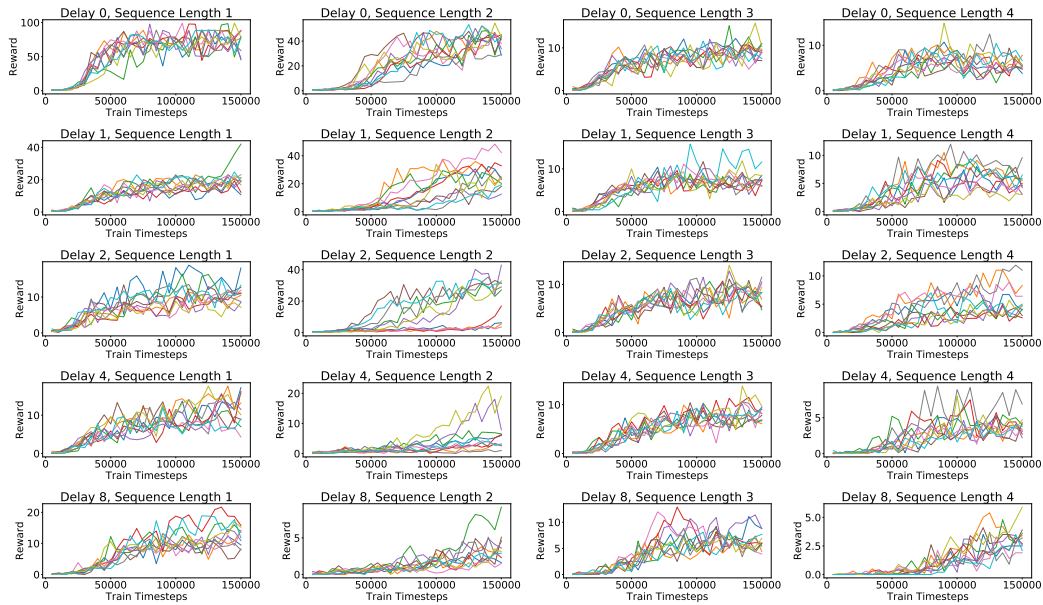 Delay 0, Sequence Length 1
Delay 0, Sequence Length 2
Delay 0, Sequence Length 3
Delay 0, Sequence Length 4
Reward 100 50 0
Reward 40 20 0
Reward 10 0
Reward 10 0
0 50000 100000 150000
0 50000 100000 150000
0 50000 100000 150000
0 50000 100000 150000
Train Timesteps
Train Timesteps
Train Timesteps
Train Timesteps
Delay 1, Sequence Length 1
Delay 1, Sequence Length 2
Delay 1, Sequence Length 3
Delay 1, Sequence Length 4
Reward 40 20 0
Reward 40 20 0
Reward 15 10 5 0
Reward 10 5 0
0 50000 100000 150000
0 50000 100000 150000
0 50000 100000 150000
0 50000 100000 150000
Train Timesteps
Train Timesteps
Train Timesteps
Train Timesteps
Delay 2, Sequence Length 1
Delay 2, Sequence Length 2
Delay 2, Sequence Length 3
Delay 2, Sequence Length 4
Reward 10 0
Reward 40 20 0
Reward 10 0
Reward 10 5 0
0 50000 100000 150000
0 50000 100000 150000
0 50000 100000 150000
0 50000 100000 150000
Train Timesteps
Train Timesteps
Train Timesteps
Train Timesteps
Delay 4, Sequence Length 1
Delay 4, Sequence Length 2
Delay 4, Sequence Length 3
Delay 4, Sequence Length 4
Reward 10 0
Reward 20 10 0
Reward 10 5 0
Reward 5 0
0 50000 100000 150000
0 50000 100000 150000
0 50000 100000 150000
0 50000 100000 150000
Train Timesteps
Train Timesteps
Train Timesteps
Train Timesteps
Delay 8, Sequence Length 1
Delay 8, Sequence Length 2
Delay 8, Sequence Length 3
Delay 8, Sequence Length 4
Reward 20 10 0
Reward 5 0
Reward 10 5 0
Reward 5.0 2.5 0.0
0 50000 100000 150000
0 50000 100000 150000
0 50000 100000 150000
0 50000 100000 150000
Train Timesteps
Train Timesteps
Train Timesteps
Train Timesteps